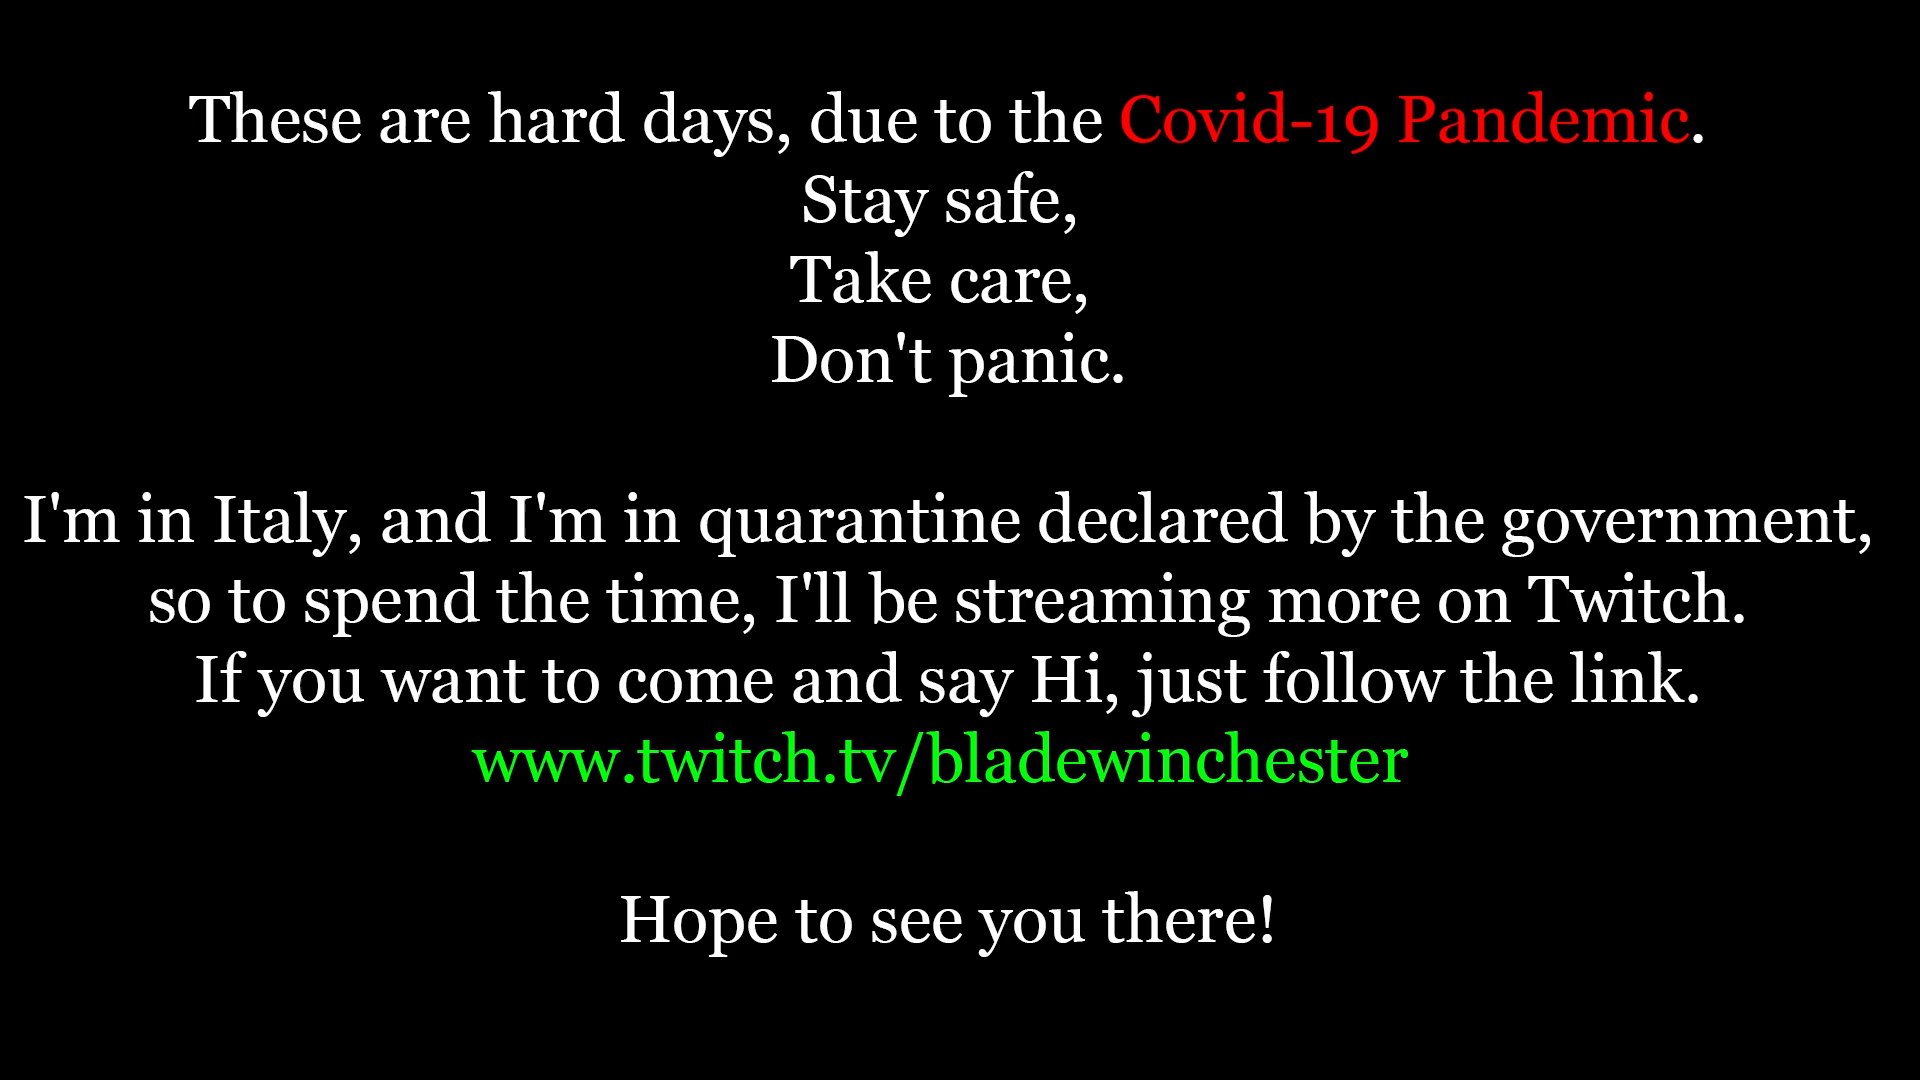 These are hard days, due to the Covid-19 Pandemic.
Stay safe,
Take care,
Don't panic.
I'm in Italy, and I'm in quarantine declared by the government,
so to spend the time, I'll be streaming more on Twitch.
If you want to come and say Hi, just follow the link.
www.twitch.tv/bladewinchester
Hope to see you there!